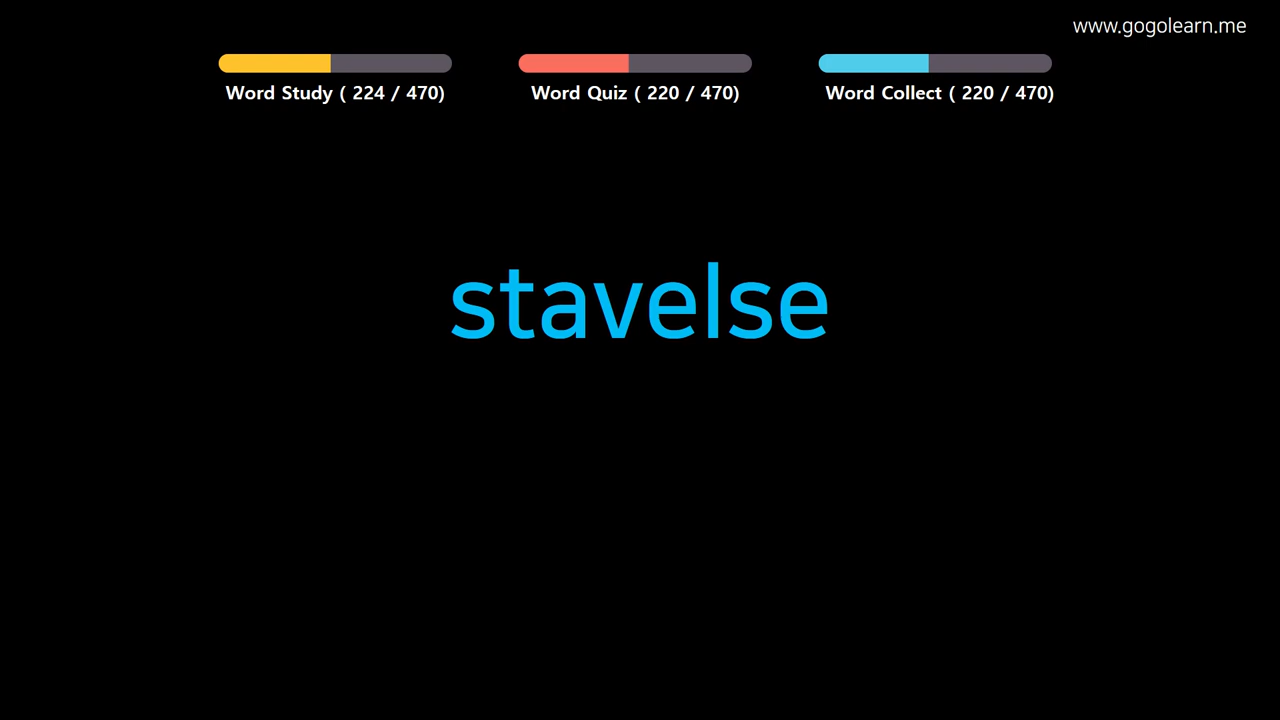 www.gogolearn.me
Word Study ( 224 / 470)
Word Quiz ( 220 / 470)
Word Collect ( 220 / 470)
stavelse